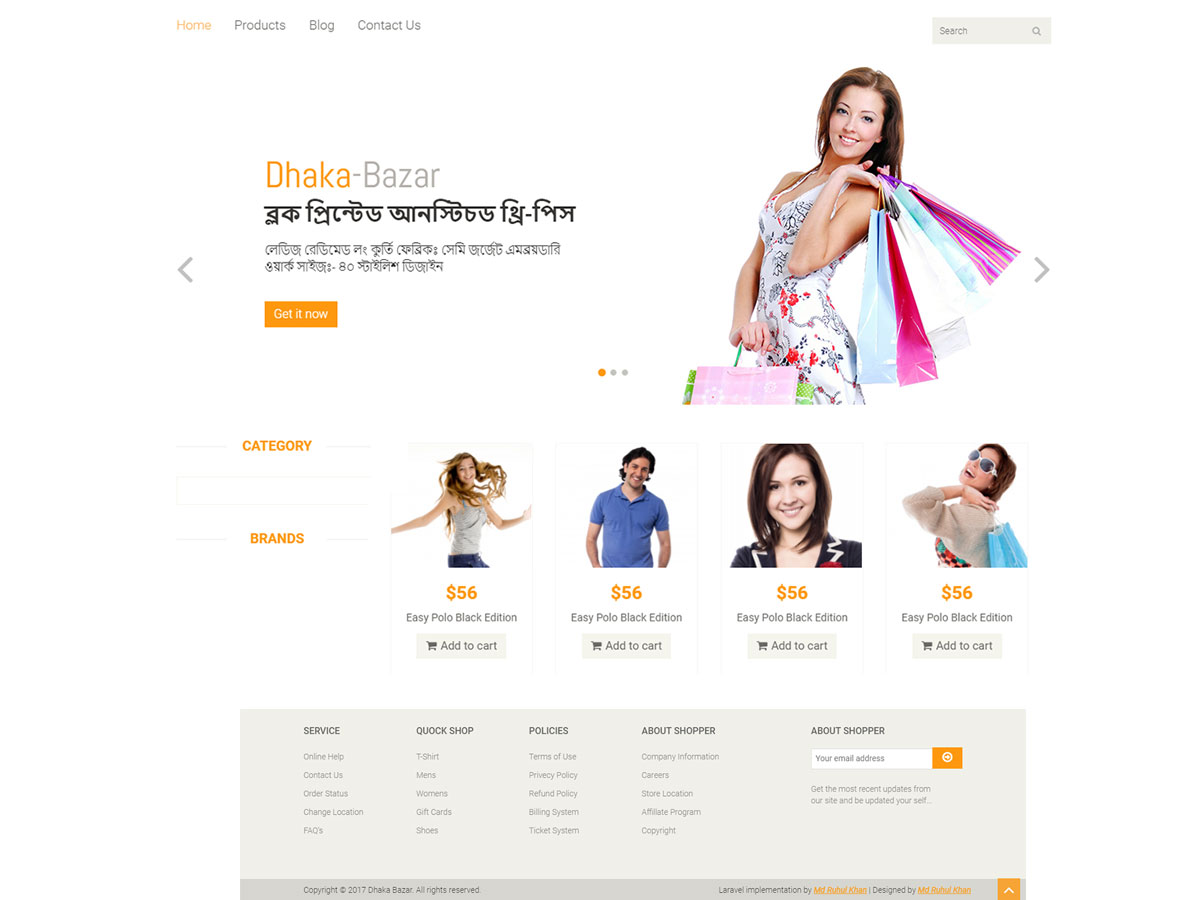 Home Products Blog Contact Us
Search
Dhaka-Bazar
ব্লক প্রিন্টেড আনস্টিচড থ্রি-পিস
লেডিজ রেডিমেড লং কুর্তি ফেব্রিকঃ সেমি জর্জেট এমব্রয়ডারি
ওয়ার্ক সাইজঃ- ৪০ স্টাইলিশ ডিজাইন
Get it now
CATEGORY
BRANDS
$56 $56 $56 $56
Easy Polo Black Edition Easy Polo Black Edition Easy Polo Black Edition Easy Polo Black Edition
Add to cart Add to cart Add to cart Add to cart
SERVICE
Online Help
Contact Us
Order Status
Change Location
FAQ's
QUOCK SHOP
T-Shirt
Mens
Womens
Gift Cards
Shoes
POLICIES
Terms of Use
Privecy Policy
Refund Policy
Billing System
Ticket System
ABOUT SHOPPER
Company Information
Careers
Store Location
Affillate Program
Copyright
ABOUT SHOPPER
Your email address
Get the most recent updates from
our site and be updated your self...
Copyright © 2017 Dhaka Bazar. All rights reserved.
Laravel implementation by Md Ruhul Khan | Designed by Md Ruhul Khan